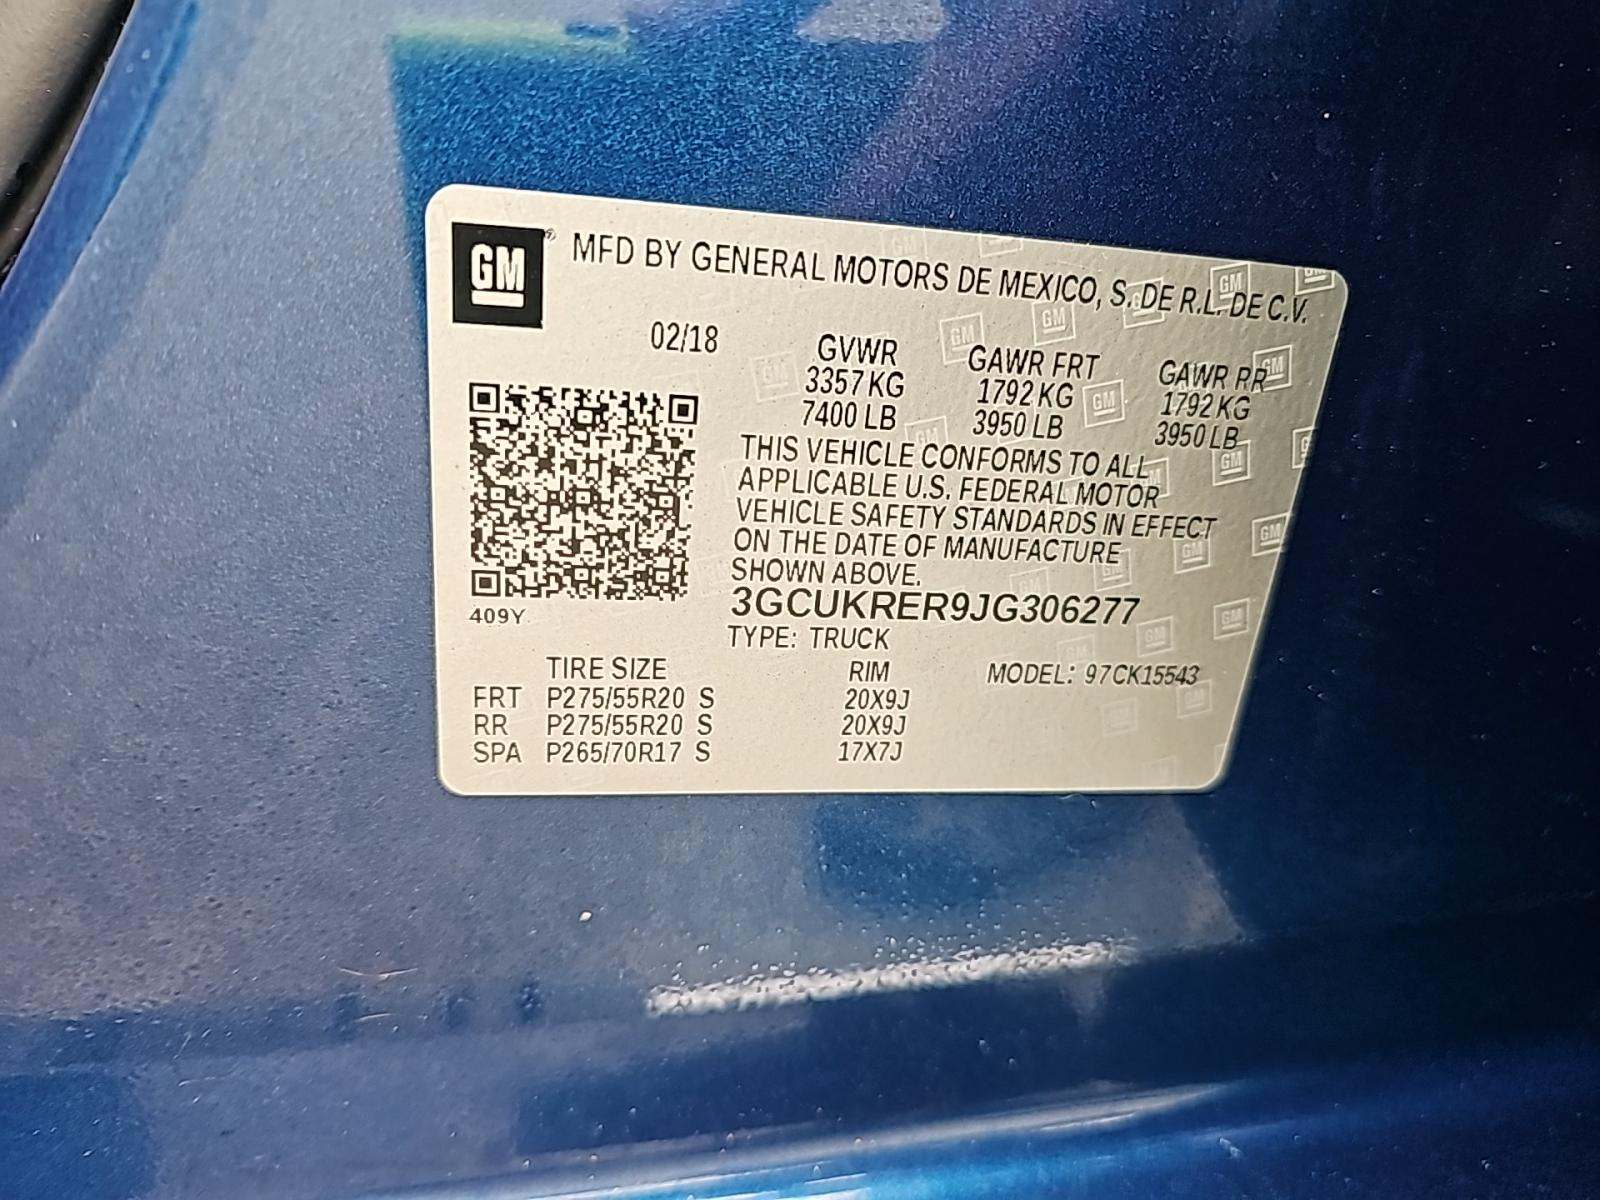 GM ® MFD BY GENERAL MOTORS DE MEXICO, S. DE R.L. DE C.V.
02/18 GVWR GAWR FRT GAWR RR
3357 KG 1792 KG 1792 KG
7400 LB 3950 LB 3950 LB
THIS VEHICLE CONFORMS TO ALL
APPLICABLE U.S. FEDERAL MOTOR
VEHICLE SAFETY STANDARDS IN EFFECT
ON THE DATE OF MANUFACTURE
SHOWN ABOVE.
409Y 3GCUKRER9JG306277
TYPE: TRUCK
TIRE SIZE RIM MODEL: 97CK15543
FRT P275/55R20 S 20X9J
RR P275/55R20 S 20X9J
SPA P265/70R17 S 17X7J